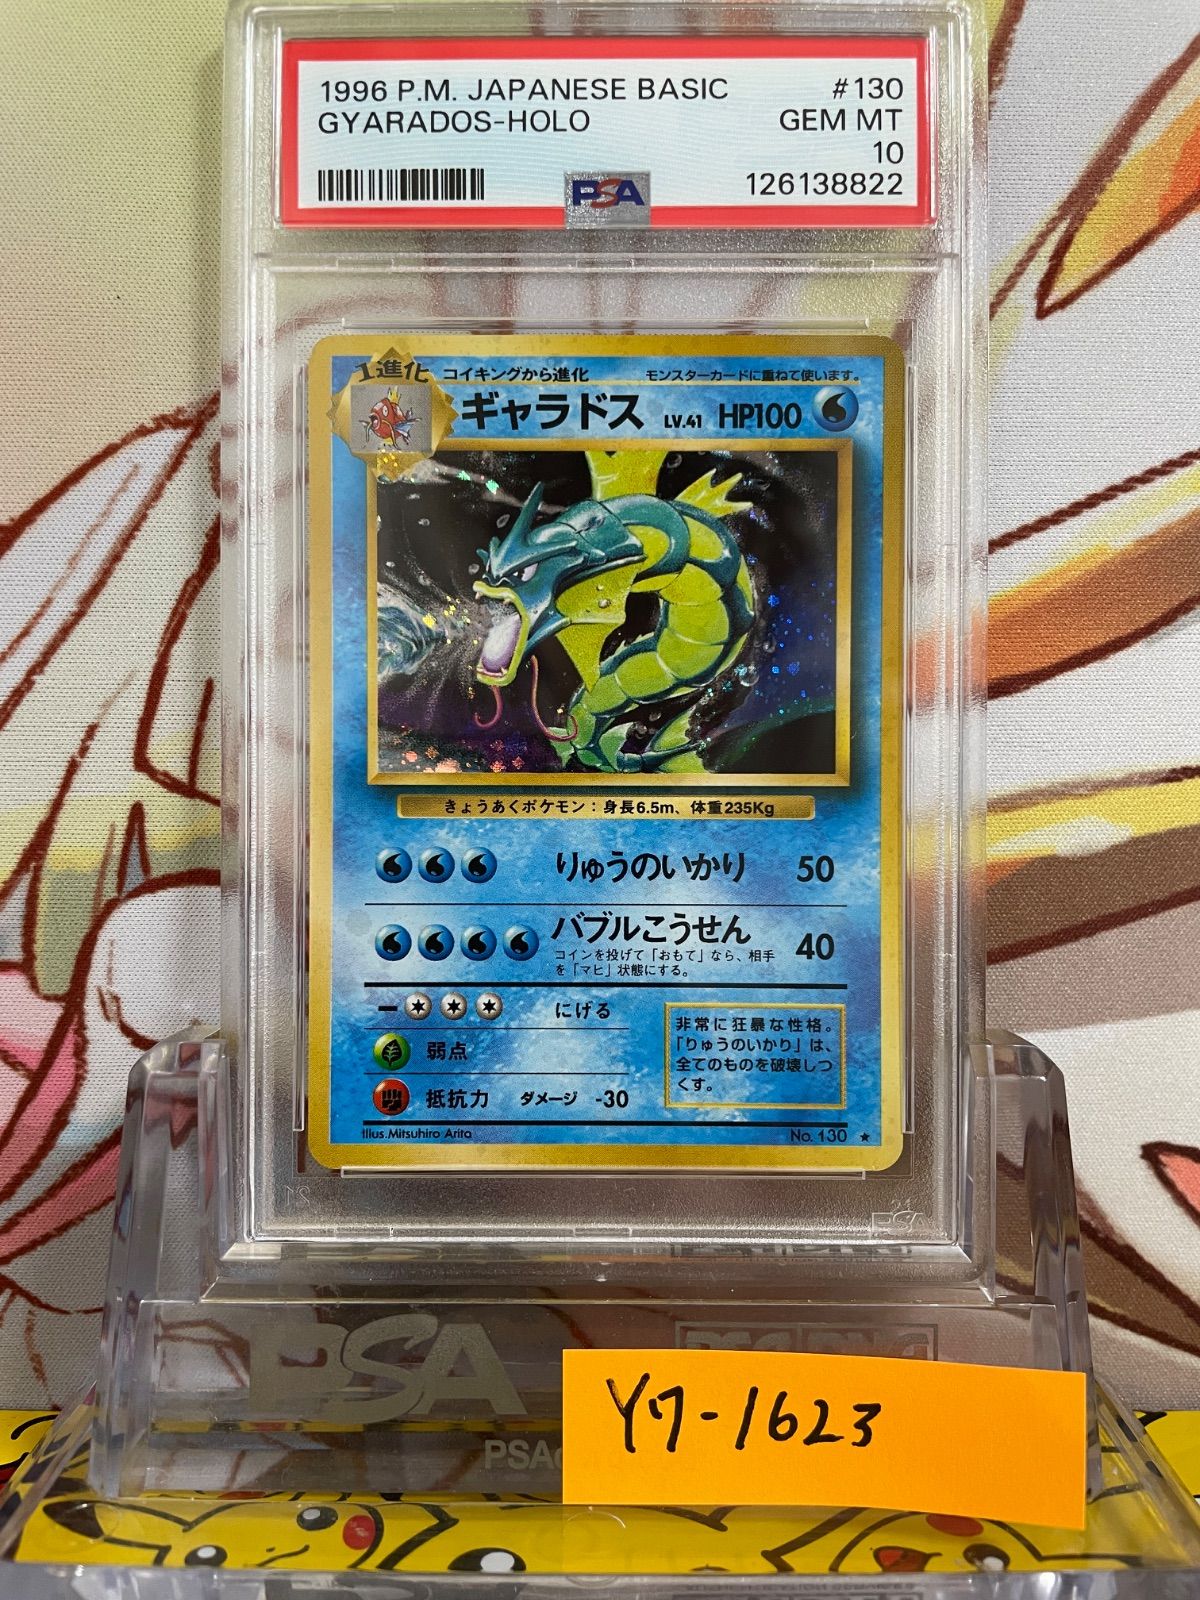 1996 P.M. JAPANESE BASIC #130
GYARADOS-HOLO GEM MT
10
PSA 126138822
1進化 コイキングから進化 モンスターカードに重ねて使います。
ギャラドス LV.41 HP100
きょうあくポケモン：身長6.5m、体重235Kg
りゅうのいかり 50
バブルこうせん 40
コインを投げて「おもて」なら、相手
を「マヒ」状態にする。
ー にげる
弱点
抵抗力 ダメージ -30
非常に狂暴な性格。
「りゅうのいかり」は、
全てのものを破壊しつ
くす。
Illus.Mitsuhiro Arita No. 130 ★
PSA
PSA
Y7-1623
PSA